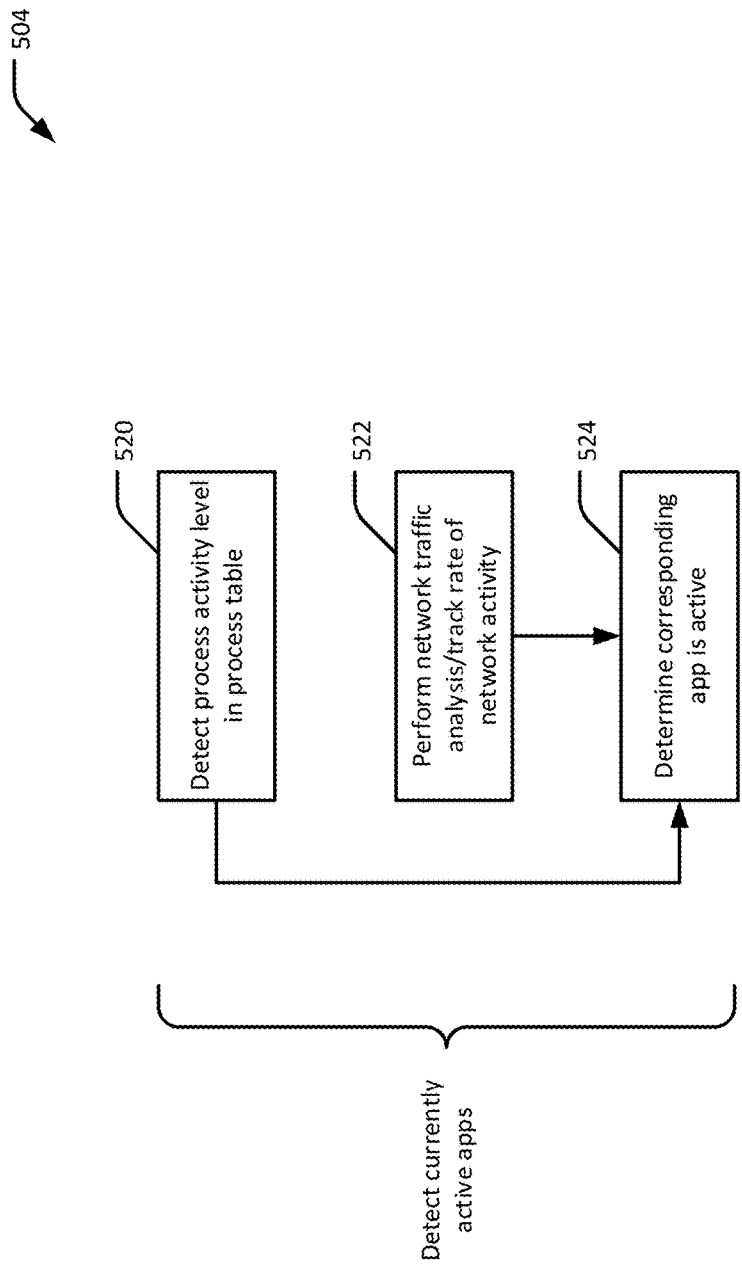 504
520
Detect process activity level
in process table
522
Perform network traffic
analysis/track rate of
network activity
524
Determine corresponding
app is active
Detect currently
active apps